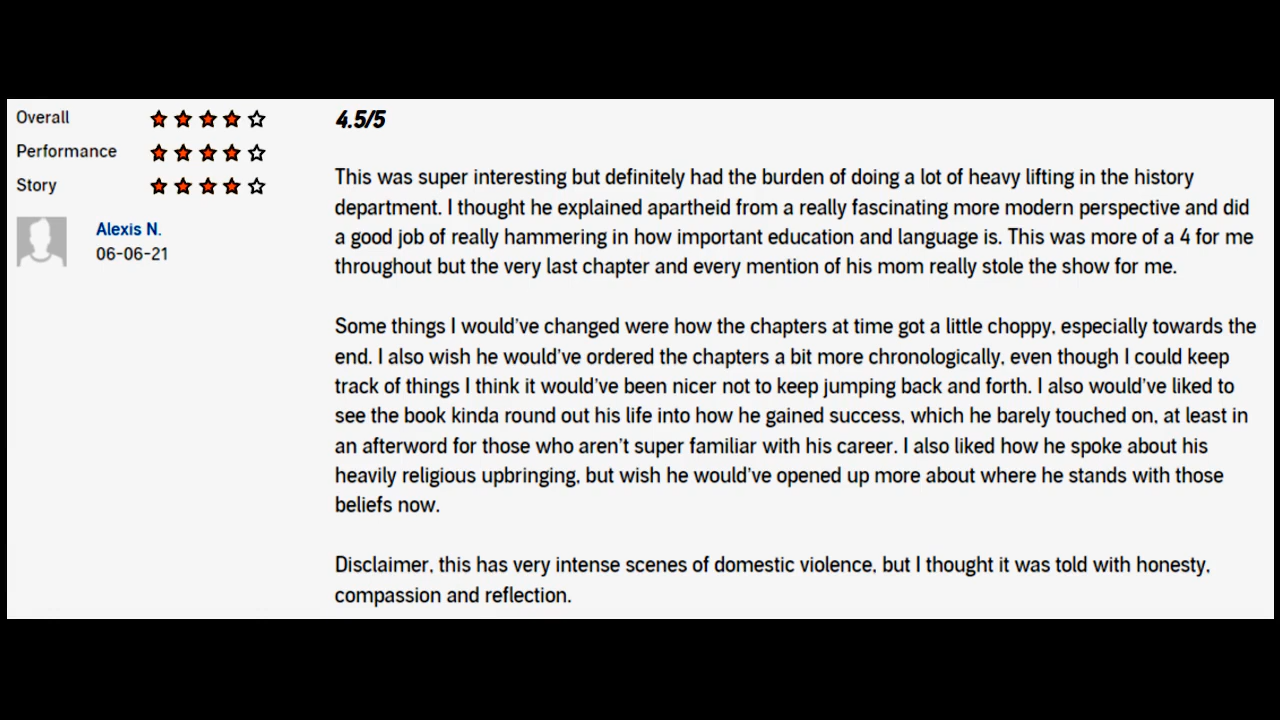 Overall
Performance
Story
Alexis N.
06-06-21
4.5/5
This was super interesting but definitely had the burden of doing a lot of heavy lifting in the history
department. I thought he explained apartheid from a really fascinating more modern perspective and did
a good job of really hammering in how important education and language is. This was more of a 4 for me
throughout but the very last chapter and every mention of his mom really stole the show for me.
Some things I would've changed were how the chapters at time got a little choppy, especially towards the
end. I also wish he would've ordered the chapters a bit more chronologically, even though I could keep
track of things I think it would've been nicer not to keep jumping back and forth. I also would've liked to
see the book kinda round out his life into how he gained success, which he barely touched on, at least in
an afterword for those who aren't super familiar with his career. I also liked how he spoke about his
heavily religious upbringing, but wish he would've opened up more about where he stands with those
beliefs now.
Disclaimer, this has very intense scenes of domestic violence, but I thought it was told with honesty,
compassion and reflection.